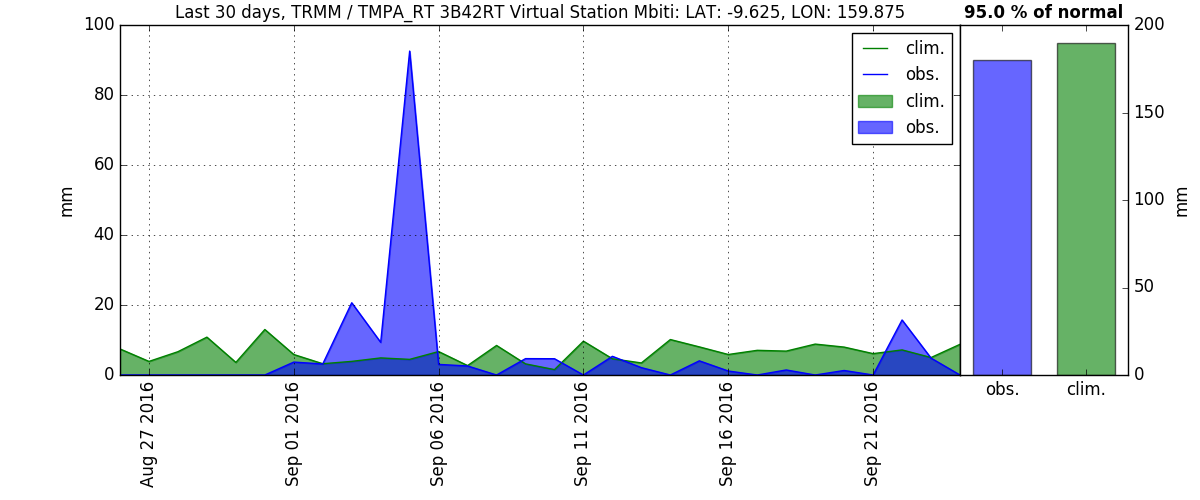 Last 30 days, TRMM / TMPA_RT 3B42RT Virtual Station Mbiti: LAT: -9.625, LON: 159.875
95.0 % of normal
100
80
60
40
20
0
mm
clim.
obs.
clim.
obs.
Aug 27 2016
Sep 01 2016
Sep 06 2016
Sep 11 2016
Sep 16 2016
Sep 21 2016
200
150
100
50
0
mm
obs.
clim.